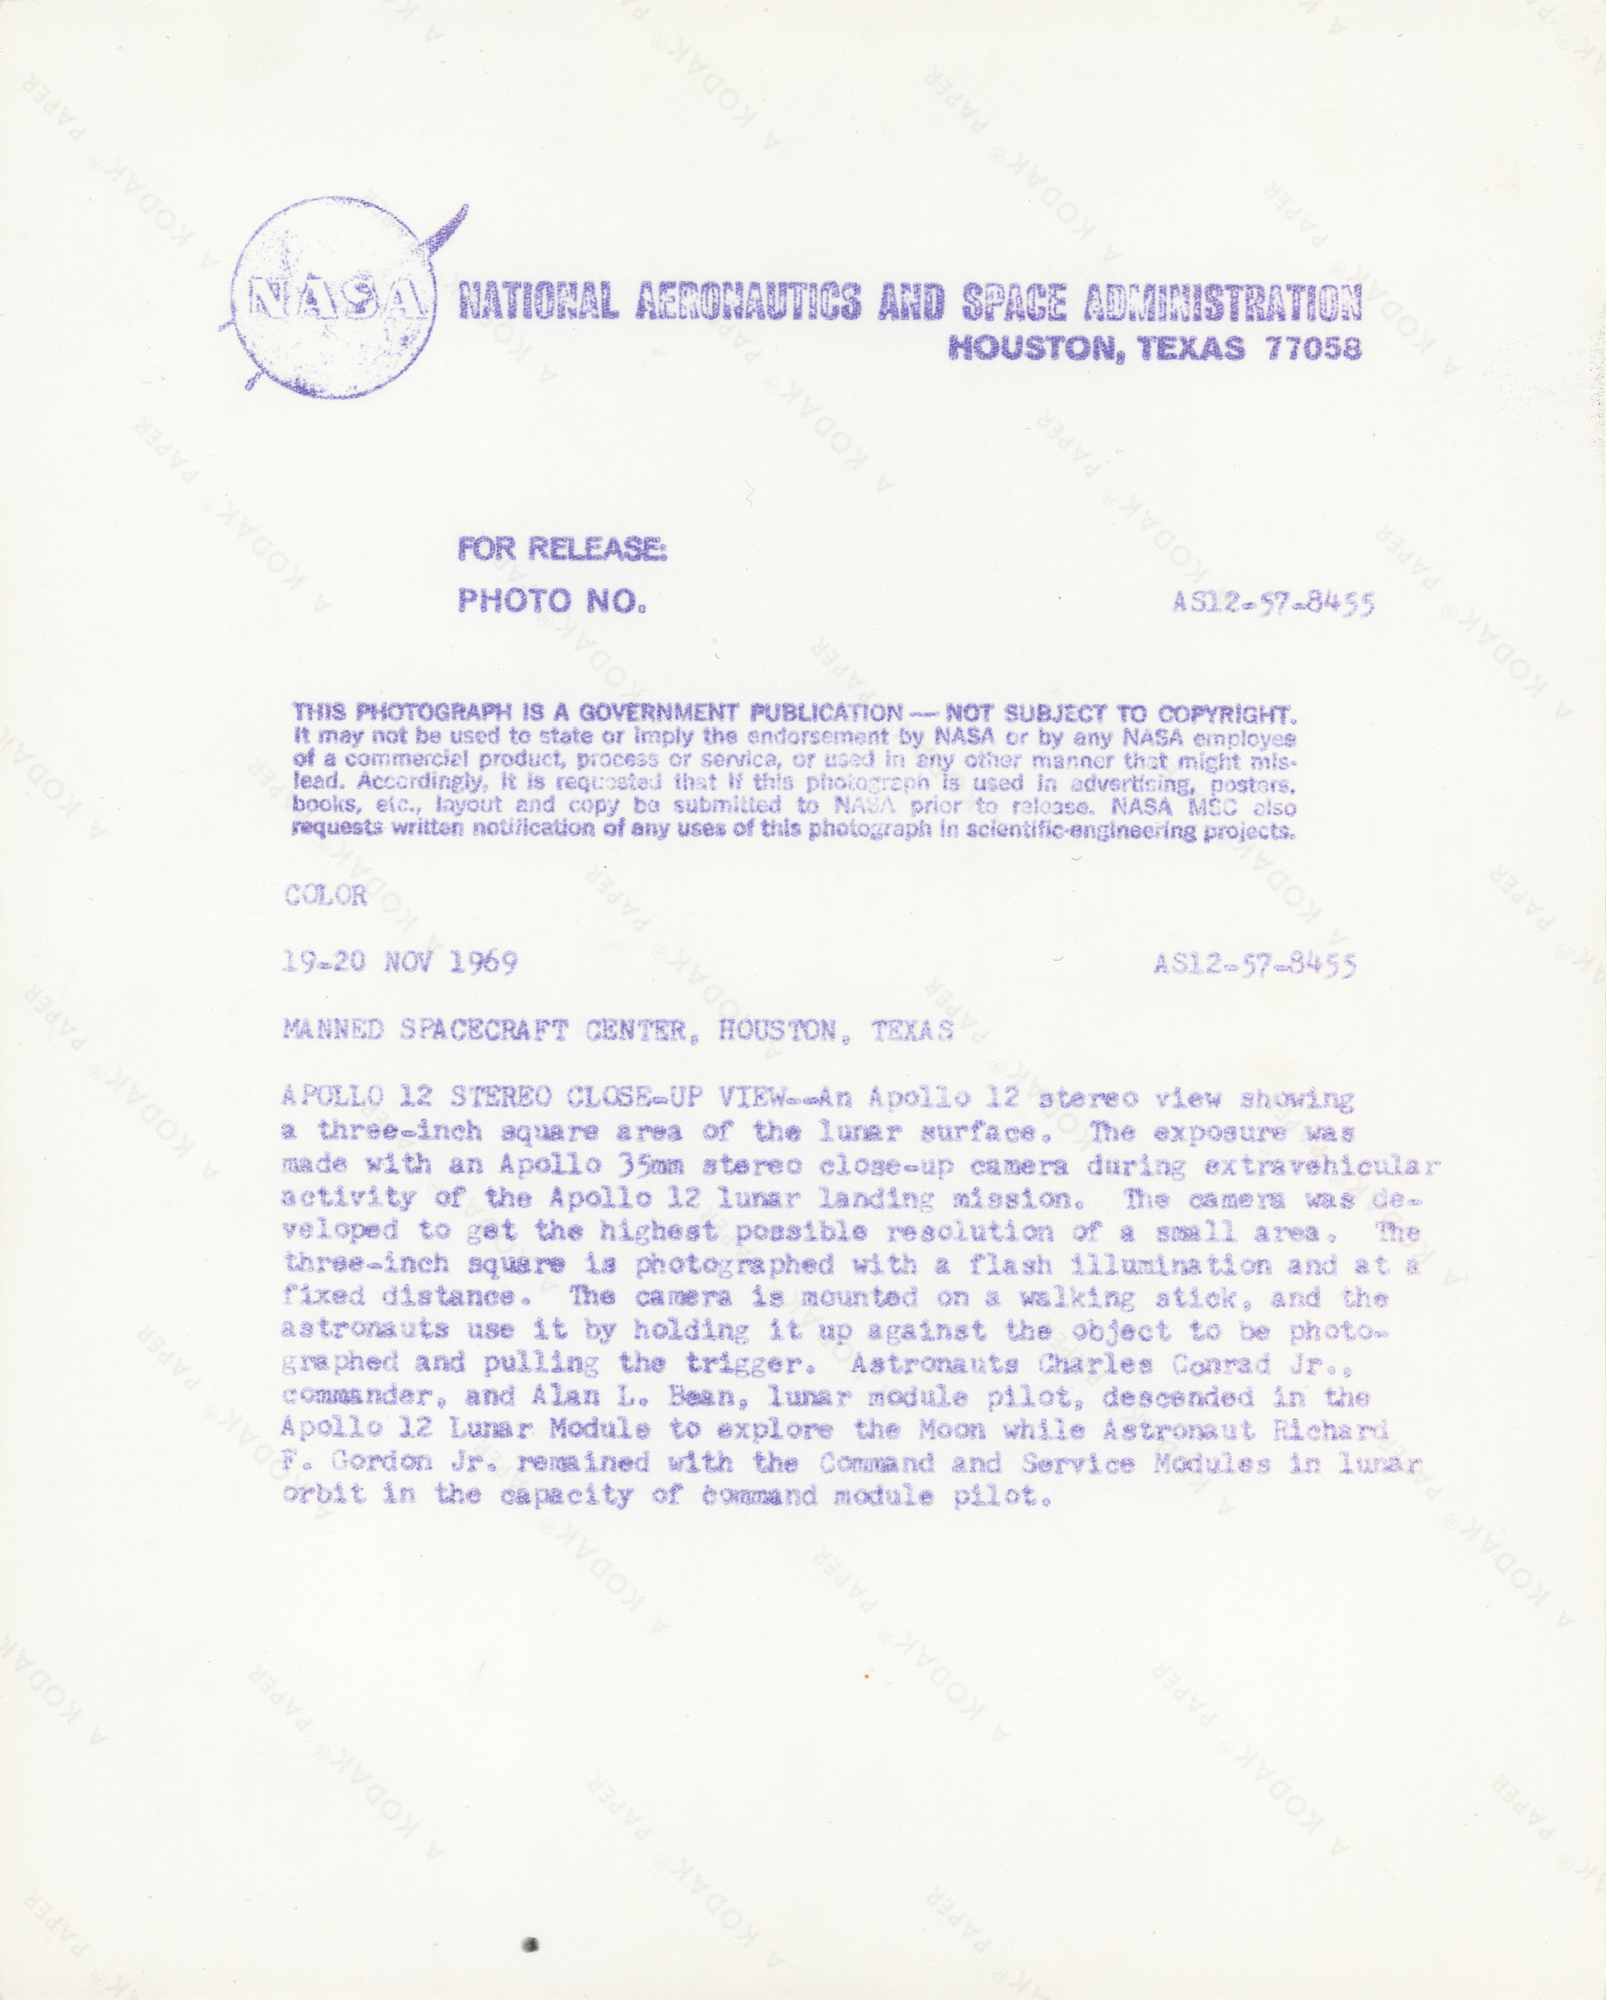 NASA
NATIONAL AERONAUTICS AND SPACE ADMINISTRATION
HOUSTON, TEXAS 77058
FOR RELEASE:
PHOTO NO. AS12-57-8455
THIS PHOTOGRAPH IS A GOVERNMENT PUBLICATION — NOT SUBJECT TO COPYRIGHT.
It may not be used to state or imply the endorsement by NASA or by any NASA employee
of a commercial product, process or service, or used in any other manner that might mis-
lead. Accordingly, it is requested that if this photograph is used in advertising, posters,
books, etc., layout and copy be submitted to NASA prior to release. NASA MSC also
requests written notification of any uses of this photograph in scientific-engineering projects.
COLOR
19-20 NOV 1969 AS12-57-8455
MANNED SPACECRAFT CENTER, HOUSTON, TEXAS
APOLLO 12 STEREO CLOSE-UP VIEW--An Apollo 12 stereo view showing
a three-inch square area of the lunar surface. The exposure was
made with an Apollo 35mm stereo close-up camera during extravehicular
activity of the Apollo 12 lunar landing mission. The camera was de-
veloped to get the highest possible resolution of a small area. The
three-inch square is photographed with a flash illumination and at a
fixed distance. The camera is mounted on a walking stick, and the
astronauts use it by holding it up against the object to be photo-
graphed and pulling the trigger. Astronauts Charles Conrad Jr.,
commander, and Alan L. Bean, lunar module pilot, descended in the
Apollo 12 Lunar Module to explore the Moon while Astronaut Richard
F. Gordon Jr. remained with the Command and Service Modules in lunar
orbit in the capacity of command module pilot.
A KODAK® PAPER